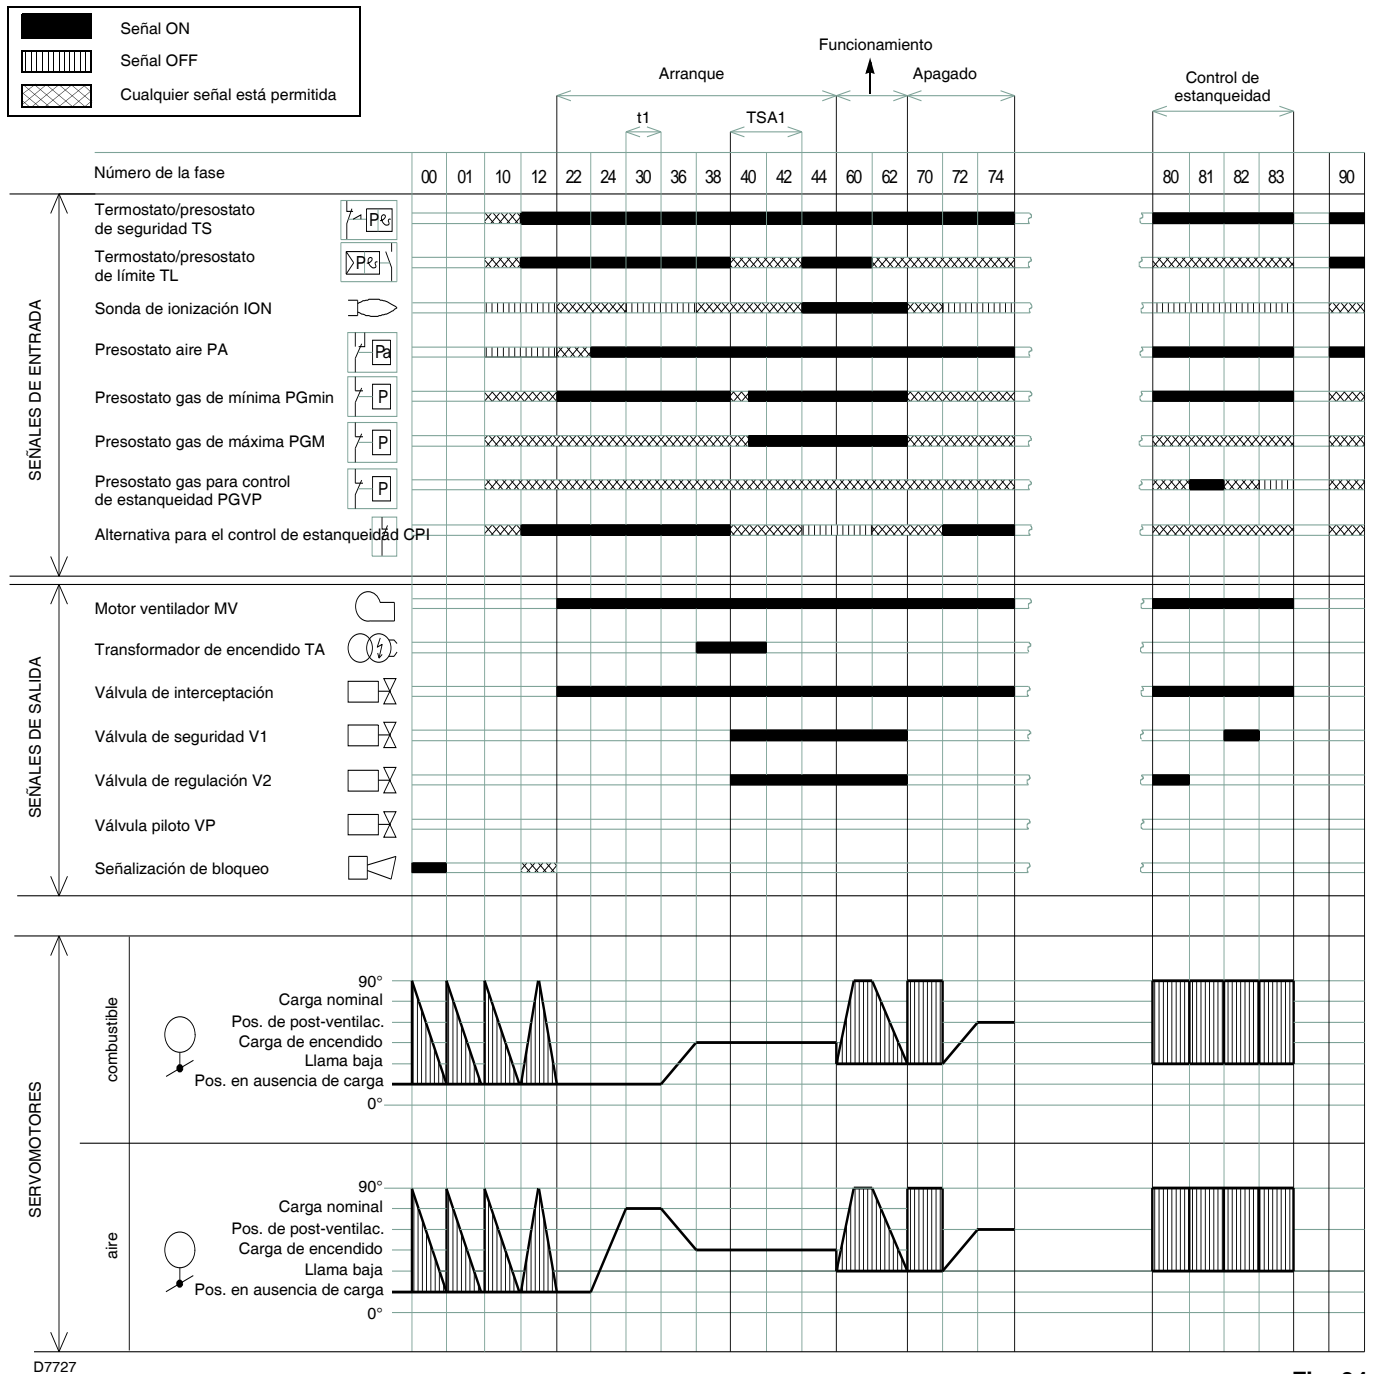 Señal ON
Señal OFF
Cualquier señal está permitida
Funcionamiento
Arranque
Apagado
Control de
estanqueidad
t1
TSA1
Número de la fase
00 01 10 12 22 24 30 36 38 40 42 44 60 62 70 72 74 80 81 82 83 90
SEÑALES DE ENTRADA
Termostato/presostato
de seguridad TS
P
Termostato/presostato
de límite TL
P
Sonda de ionización ION
Presostato aire PA
Pa
Presostato gas de mínima PGmin
P
Presostato gas de máxima PGM
P
Presostato gas para control
de estanqueidad PGVP
P
Alternativa para el control de estanqueidad CPI
SEÑALES DE SALIDA
Motor ventilador MV
Transformador de encendido TA
Válvula de interceptación
Válvula de seguridad V1
Válvula de regulación V2
Válvula piloto VP
Señalización de bloqueo
SERVOMOTORES
combustible
90°
Carga nominal
Pos. de post-ventilac.
Carga de encendido
Llama baja
Pos. en ausencia de carga
0°
aire
90°
Carga nominal
Pos. de post-ventilac.
Carga de encendido
Llama baja
Pos. en ausencia de carga
0°
D7727